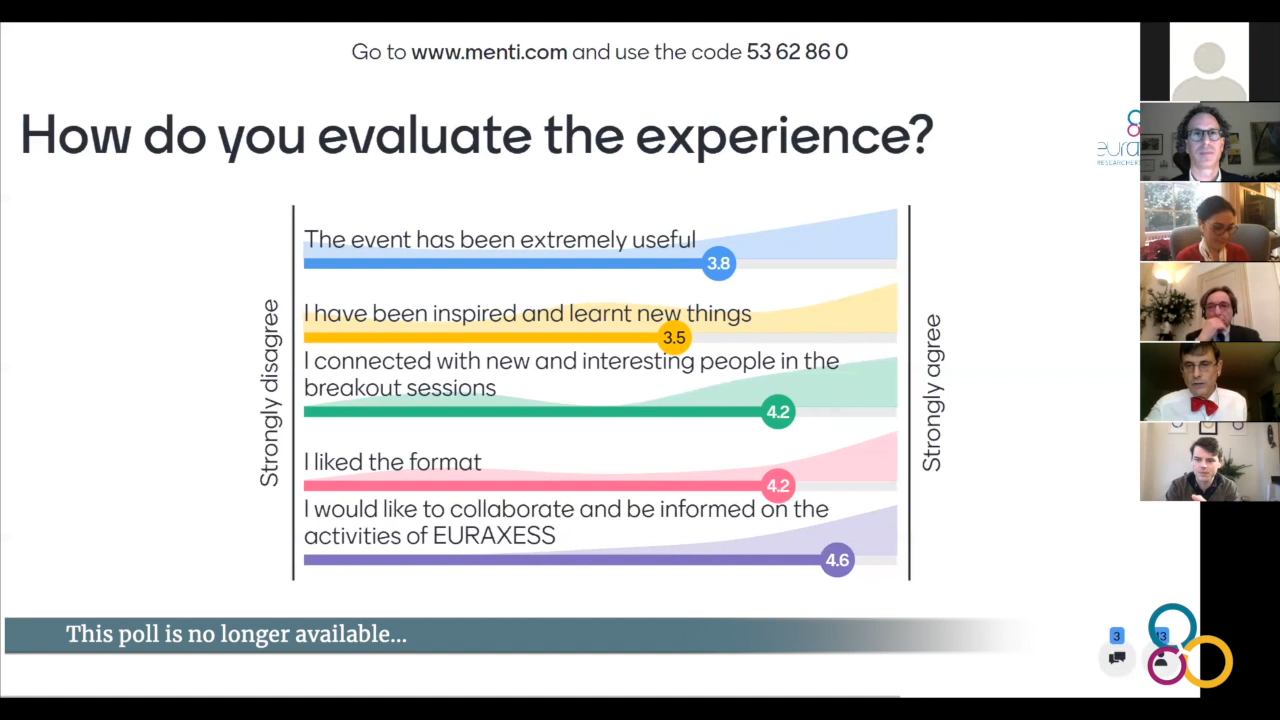 Go to www.menti.com and use the code 53 62 86 0
How do you evaluate the experience?
eura
RESEARCHERS
Strongly disagree
The event has been extremely useful
3.8
I have been inspired and learnt new things
3.5
I connected with new and interesting people in the
breakout sessions
4.2
I liked the format
4.2
I would like to collaborate and be informed on the
activities of EURAXESS
4.6
Strongly agree
This poll is no longer available...
3